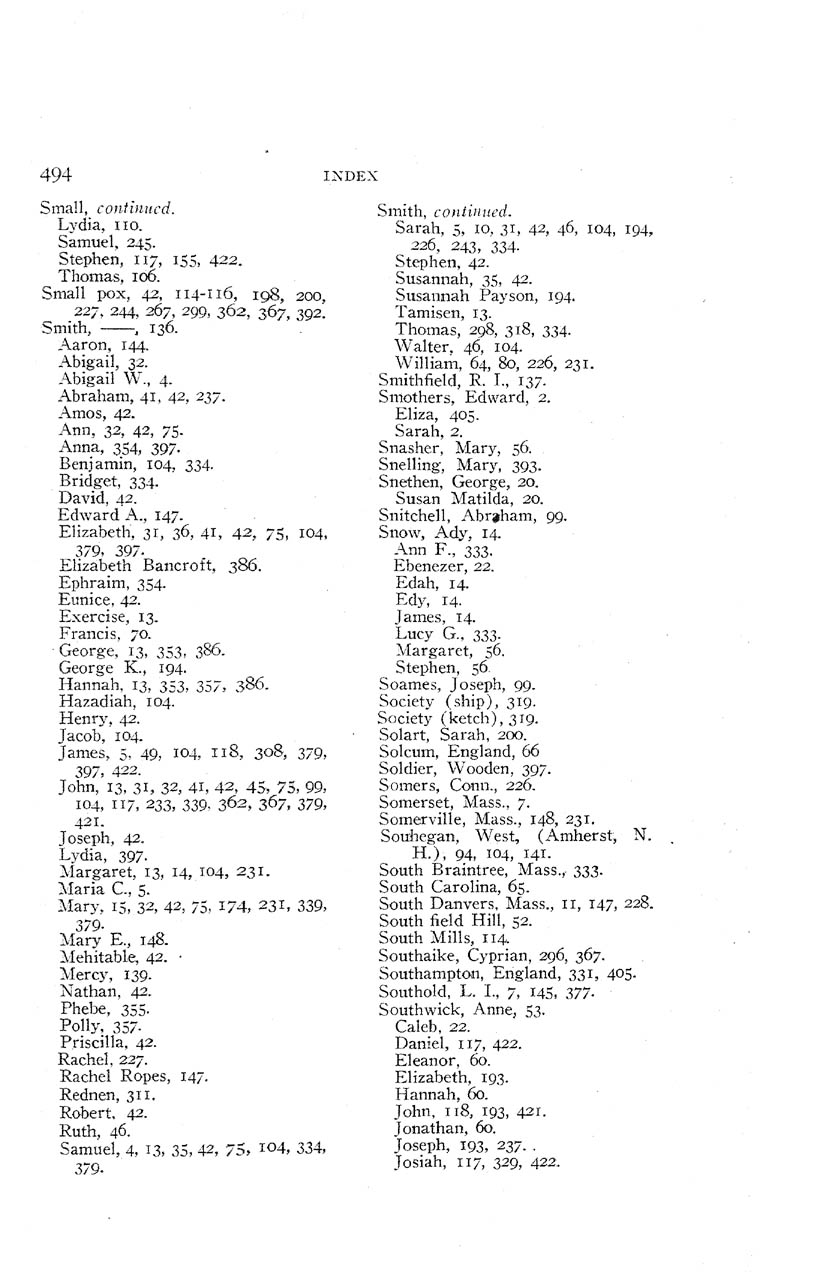 494
INDEX
Small, continued.
Lydia, 110.
Samuel, 245.
Stephen, 117, 155, 422.
Thomas, 106.
Small pox, 42, 114-116, 198, 200,
227, 244, 267, 299, 362, 367, 392.
Smith, ——, 136.
Aaron, 144.
Abigail, 32.
Abigail W., 4.
Abraham, 41, 42, 237.
Amos, 42.
Ann, 32, 42, 75.
Anna, 354, 397.
Benjamin, 104, 334.
Bridget, 334.
David, 42.
Edward A., 147.
Elizabeth, 31, 36, 41, 42, 75, 104,
379, 397.
Elizabeth Bancroft, 386.
Ephraim, 354.
Eunice, 42.
Exercise, 13.
Francis, 70.
George, 13, 353, 386.
George K., 194.
Hannah, 13, 353, 357, 386.
Hazadiah, 104.
Henry, 42.
Jacob, 104.
James, 5, 49, 104, 118, 308, 379,
397, 422.
John, 13, 31, 32, 41, 42, 45, 75, 99,
104, 117, 233, 339, 362, 367, 379,
421.
Joseph, 42.
Lydia, 397.
Margaret, 13, 14, 104, 231.
Maria C., 5.
Mary, 15, 32, 42, 75, 174, 231, 339,
379.
Mary E., 148.
Mehitable, 42.
Mercy, 139.
Nathan, 42.
Phebe, 355.
Polly, 357.
Priscilla, 42.
Rachel, 227.
Rachel Ropes, 147.
Rednen, 311.
Robert, 42.
Ruth, 46.
Samuel, 4, 13, 35, 42, 75, 104, 334,
379.
Smith, continued.
Sarah, 5, 10, 31, 42, 46, 104, 194,
226, 243, 334.
Stephen, 42.
Susannah, 35, 42.
Susannah Payson, 194.
Tamisen, 13.
Thomas, 298, 318, 334.
Walter, 46, 104.
William, 64, 80, 226, 231.
Smithfield, R. I., 137.
Smothers, Edward, 2.
Eliza, 405.
Sarah, 2.
Snasher, Mary, 56.
Snelling, Mary, 393.
Snethen, George, 20.
Susan Matilda, 20.
Snitchell, Abraham, 99.
Snow, Ady, 14.
Ann F., 333.
Ebenezer, 22.
Edah, 14.
Edy, 14.
James, 14.
Lucy G., 333.
Margaret, 56.
Stephen, 56.
Soames, Joseph, 99.
Society (ship), 319.
Society (ketch), 319.
Solart, Sarah, 200.
Solcum, England, 66
Soldier, Wooden, 397.
Somers, Conn., 226.
Somerset, Mass., 7.
Somerville, Mass., 148, 231.
Souhegan, West, (Amherst, N.
H.), 94, 104, 141.
South Braintree, Mass., 333.
South Carolina, 65.
South Danvers, Mass., 11, 147, 228.
South field Hill, 52.
South Mills, 114.
Southaike, Cyprian, 296, 367.
Southampton, England, 331, 405.
Southold, L. I., 7, 145, 377.
Southwick, Anne, 53.
Caleb, 22.
Daniel, 117, 422.
Eleanor, 60.
Elizabeth, 193.
Hannah, 60.
John, 118, 193, 421.
Jonathan, 60.
Joseph, 193, 237.
Josiah, 117, 329, 422.